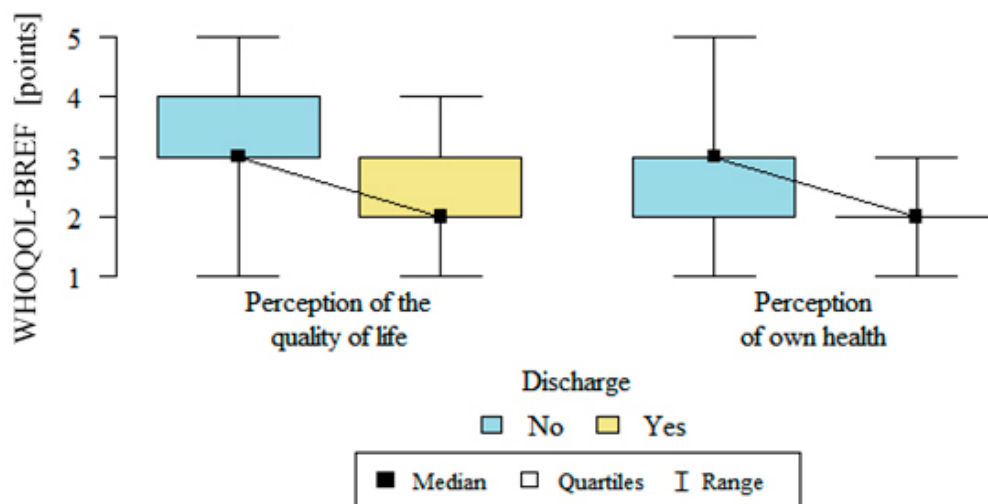 WHOQOL-BREF [points]
5
4
3
2
1
Perception of the
quality of life
Perception
of own health
Discharge
No Yes
Median Quartiles Range